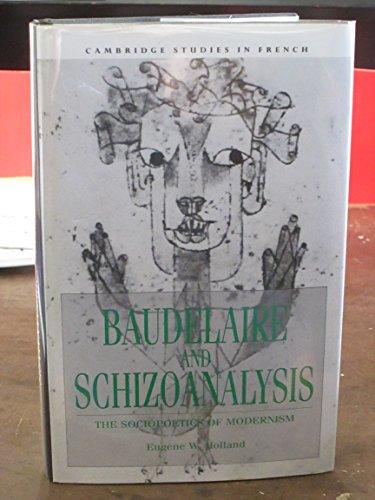 CAMBRIDGE STUDIES IN FRENCH
BAUDELAIRE
AND
SCHIZOANALYSIS
THE SOCIOPOETICS OF MODERNISM
Eugene W. Holland